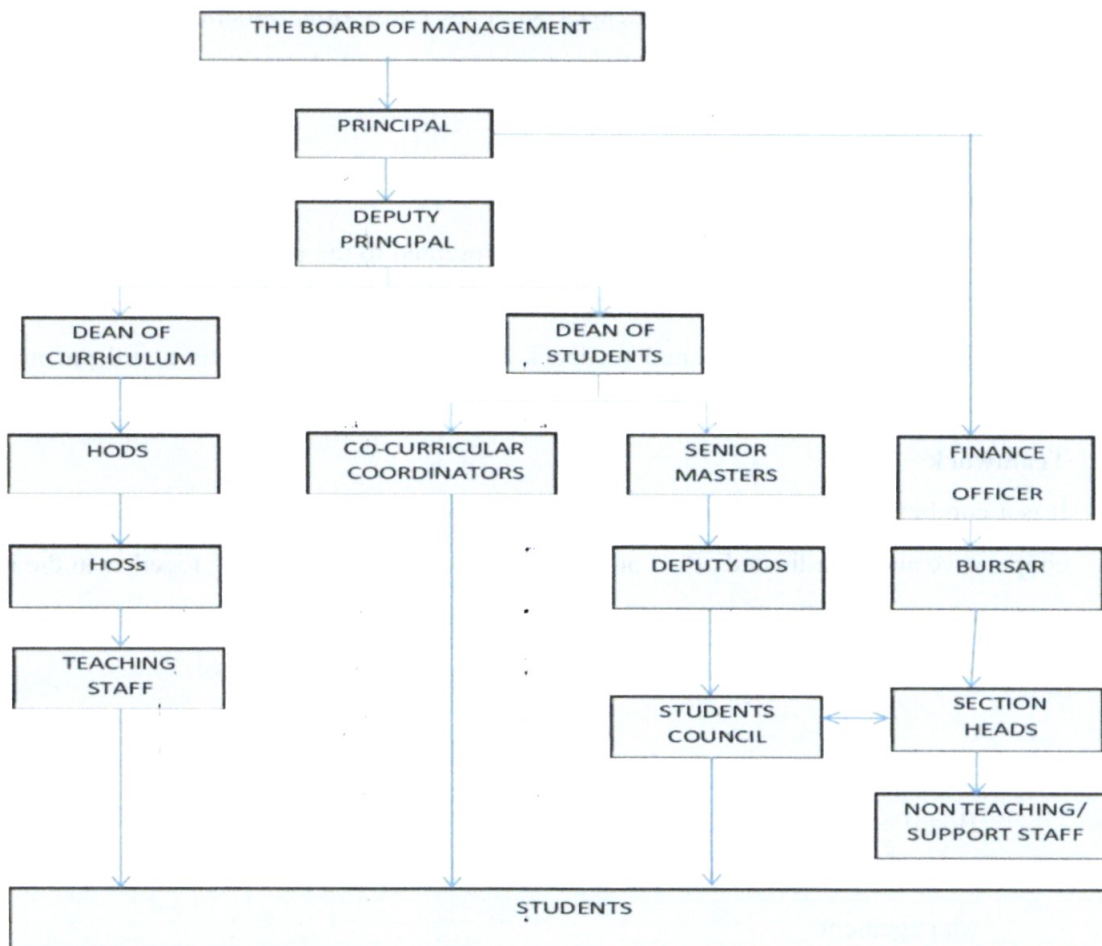 THE BOARD OF MANAGEMENT
PRINCIPAL
DEPUTY
PRINCIPAL
DEAN OF
CURRICULUM
DEAN OF
STUDENTS
HODS
CO-CURRICULAR
COORDINATORS
SENIOR
MASTERS
FINANCE
OFFICER
HOSs
DEPUTY DOS
BURSAR
TEACHING
STAFF
STUDENTS
COUNCIL
SECTION
HEADS
NON TEACHING/
SUPPORT STAFF
STUDENTS